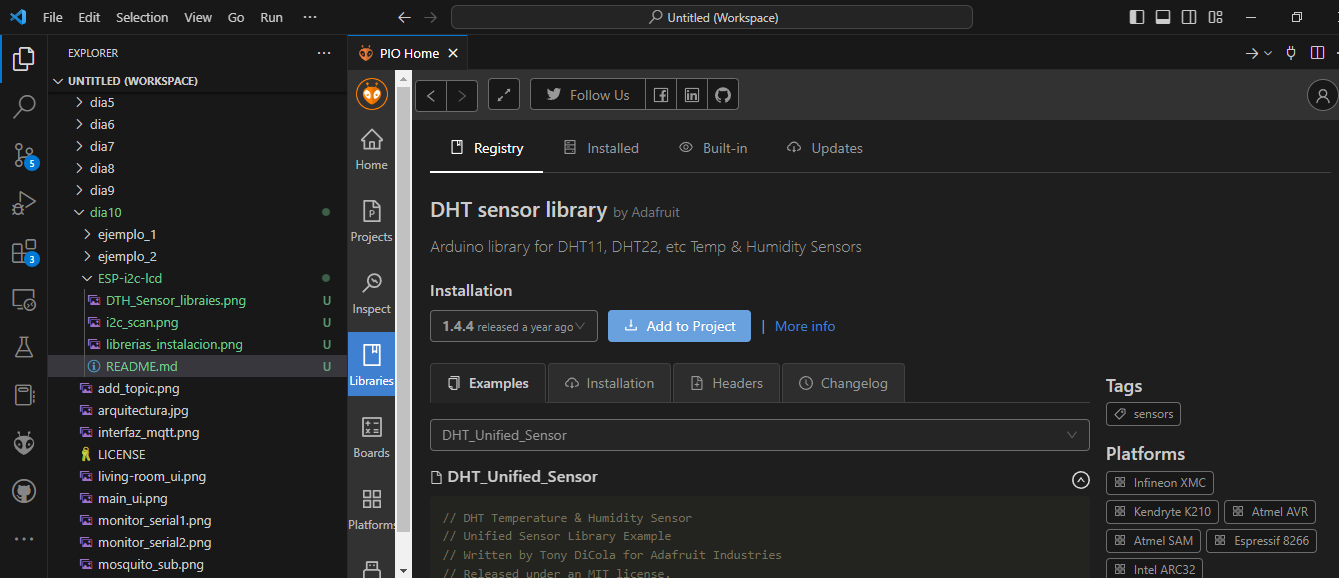 File Edit Selection View Go Run ··· Untitled (Workspace)
EXPLORER ···
UNTITLED (WORKSPACE)
dia5
dia6
dia7
dia8
dia9
dia10
ejemplo_1
ejemplo_2
ESP-i2c-lcd
DTH_Sensor_libraies.png U
i2c_scan.png U
librerias_instalacion.png U
README.md U
add_topic.png
arquitectura.jpg
interfaz_mqtt.png
LICENSE
living-room_ui.png
main_ui.png
monitor_serial1.png
monitor_serial2.png
mosquito_sub.png
5
3
PIO Home
Home
Projects
Inspect
Libraries
Boards
Platforms
Follow Us
Registry Installed Built-in Updates
DHT sensor library by Adafruit
Arduino library for DHT11, DHT22, etc Temp & Humidity Sensors
Installation
1.4.4 released a year ago Add to Project | More info
Examples Installation Headers Changelog
DHT_Unified_Sensor
DHT_Unified_Sensor
// DHT Temperature & Humidity Sensor
// Unified Sensor Library Example
// Written by Tony DiCola for Adafruit Industries
// Released under an MIT license.
Tags
sensors
Platforms
Infineon XMC
Kendryte K210 Atmel AVR
Atmel SAM Espressif 8266
Intel ARC32